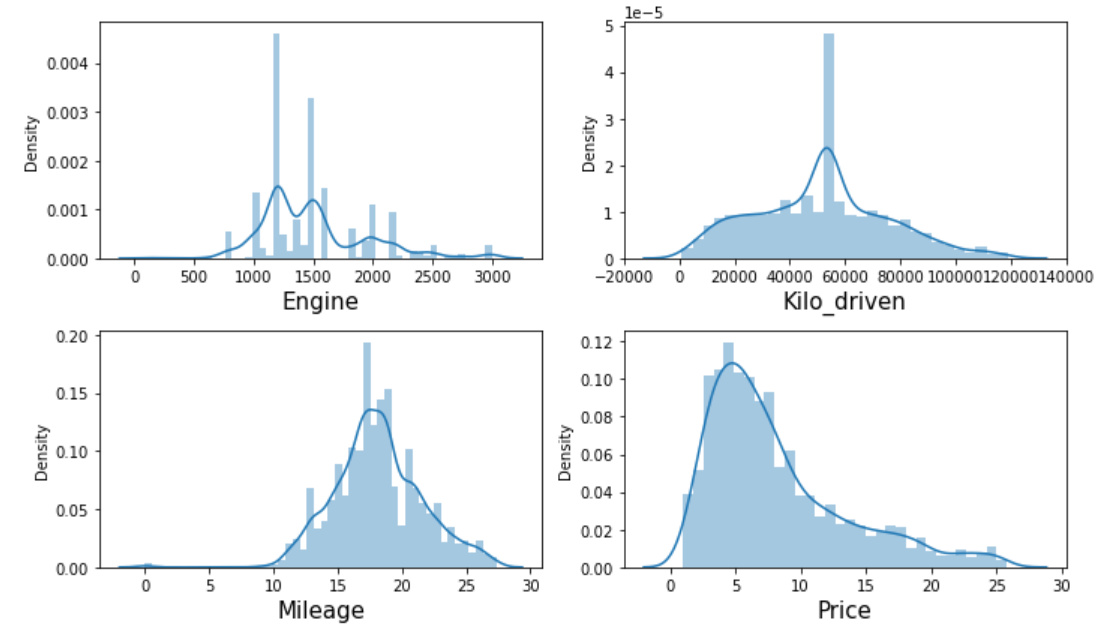 Density
0.004
0.003
0.002
0.001
0.000
0 500 1000 1500 2000 2500 3000
Engine
1e−5
Density
5
4
3
2
1
0
−20000 0 20000 40000 60000 80000 100000120000140000
Kilo_driven
Density
0.20
0.15
0.10
0.05
0.00
0 5 10 15 20 25 30
Mileage
Density
0.12
0.10
0.08
0.06
0.04
0.02
0.00
0 5 10 15 20 25 30
Price